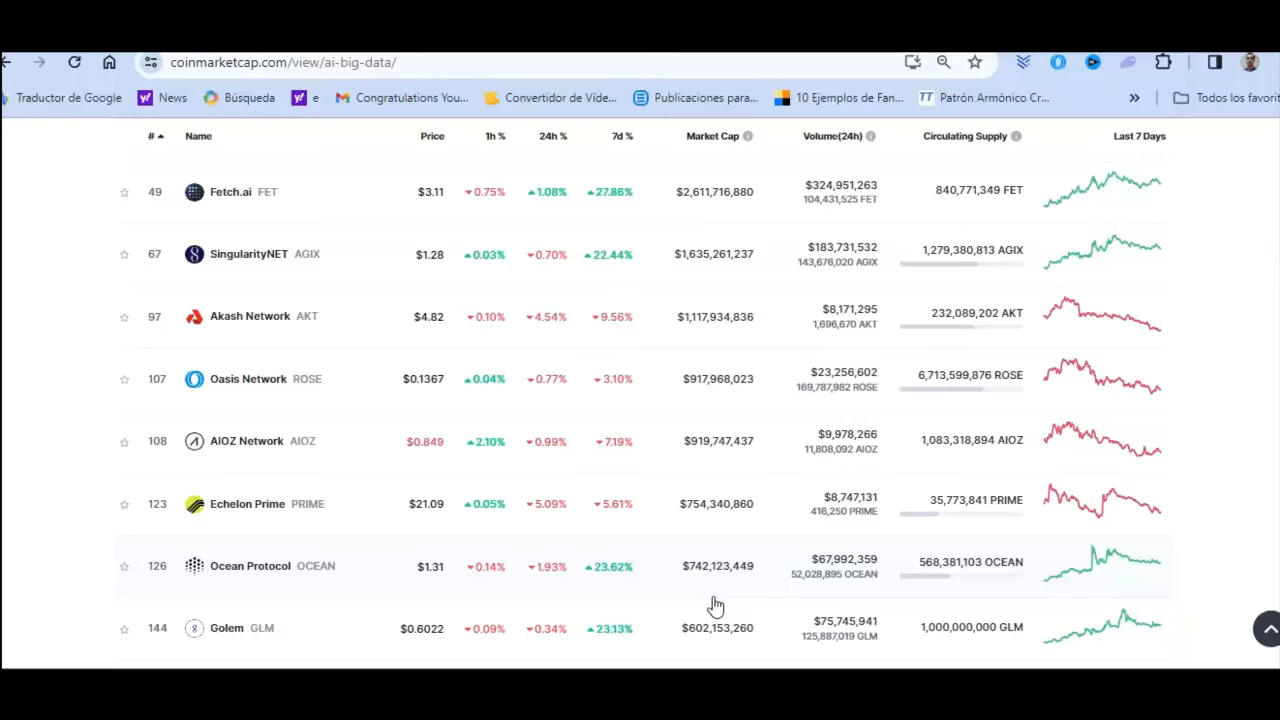 coinmarketcap.com/view/ai-big-data/
Traductor de Google News Búsqueda e Congratulations You... Convertidor de Víde... Publicaciones para... 10 Ejemplos de Fan... Patrón Armónico Cr... » Todos los favorit
# Name Price 1h % 24h % 7d % Market Cap Volume(24h) Circulating Supply Last 7 Days
49 Fetch.ai FET $3.11 0.75% 1.08% 27.86% $2,611,716,880 $324,951,263 840,771,349 FET
104,431,525 FET
67 SingularityNET AGIX $1.28 0.03% 0.70% 22.44% $1,635,261,237 $183,731,532 1,279,380,813 AGIX
143,676,020 AGIX
97 Akash Network AKT $4.82 0.10% 4.54% 9.56% $1,117,934,836 $8,171,295 232,089,202 AKT
1,696,670 AKT
107 Oasis Network ROSE $0.1367 0.04% 0.77% 3.10% $917,968,023 $23,256,602 6,713,599,876 ROSE
169,787,982 ROSE
108 AIOZ Network AIOZ $0.849 2.10% 0.99% 7.19% $919,747,437 $9,978,266 1,083,318,894 AIOZ
11,808,092 AIOZ
123 Echelon Prime PRIME $21.09 0.05% 5.09% 5.61% $754,340,860 $8,747,131 35,773,841 PRIME
416,250 PRIME
126 Ocean Protocol OCEAN $1.31 0.14% 1.93% 23.62% $742,123,449 $67,992,359 568,381,103 OCEAN
52,028,895 OCEAN
144 Golem GLM $0.6022 0.09% 0.34% 23.13% $602,153,260 $75,745,941 1,000,000,000 GLM
125,887,019 GLM